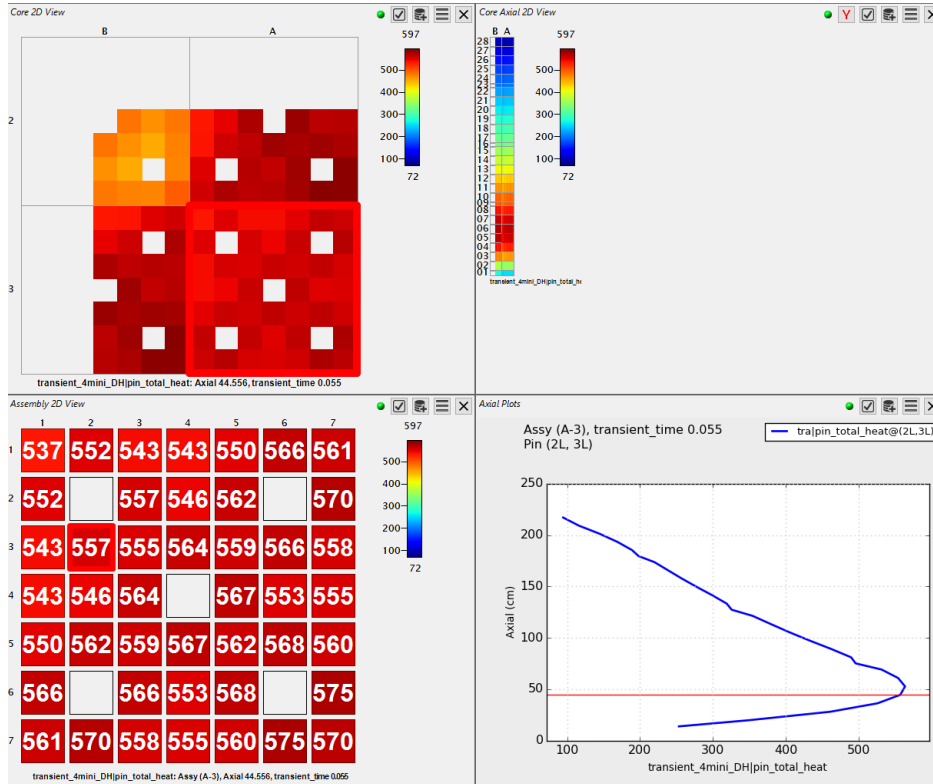 Core 2D View
B A
2
3
597
500
400
300
200
100
72
transient_4mini_DH|pin_total_heat: Axial 44.556, transient_time 0.055
Core Axial 2D View
Y
B A
28
27
26
25
24
23
22
21
20
19
18
17
16
15
14
13
12
11
10
09
08
07
06
05
04
03
02
01
597
500
400
300
200
100
72
transient_4mini_DH|pin_total_he
Assembly 2D View
1 2 3 4 5 6 7
1 537 552 543 543 550 566 561
2 552 557 546 562 570
3 543 557 555 564 559 566 558
4 543 546 564 567 553 555
5 550 562 559 567 562 568 560
6 566 566 553 568 575
7 561 570 558 555 560 575 570
597
500
400
300
200
100
72
transient_4mini_DH|pin_total_heat: Assy (A-3), Axial 44.556, transient_time 0.055
Axial Plots
Assy (A-3), transient_time 0.055
Pin (2L, 3L)
tra|pin_total_heat@(2L,3L)
250
200
150
100
50
0
Axial (cm)
100 200 300 400 500
transient_4mini_DH|pin_total_heat